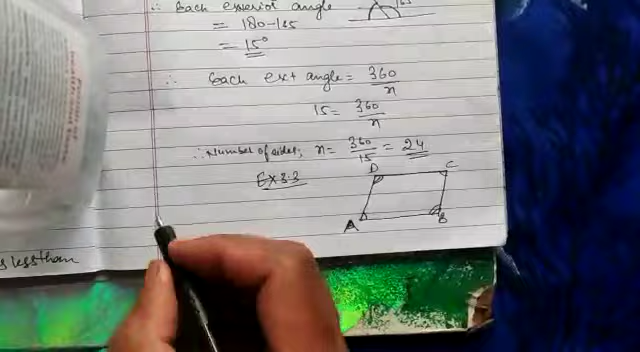 ∴ Each exterior angle
= 180-165
= 15°
∴ Each ext angle = 360/n
15 = 360/n
∴ Number of sides, n = 360/15 = 24
Ex 3.3
D C
A B
less than